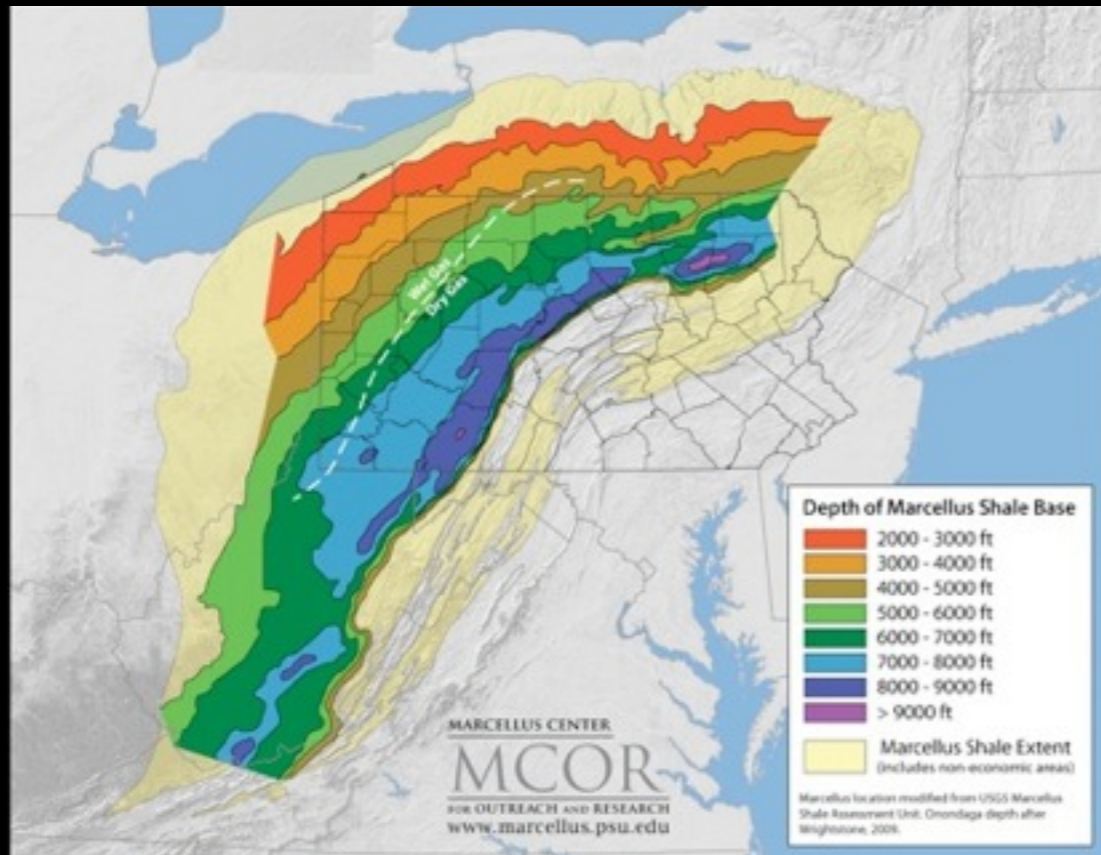 Wet Gas
Dry Gas
Depth of Marcellus Shale Base
2000 - 3000 ft
3000 - 4000 ft
4000 - 5000 ft
5000 - 6000 ft
6000 - 7000 ft
7000 - 8000 ft
8000 - 9000 ft
> 9000 ft
Marcellus Shale Extent
(includes non-economic areas)
Marcellus location modified from USGS Marcellus
Shale Assessment Unit. Onondaga depth after
Wrightstone, 2009.
MARCELLUS CENTER
MCOR
FOR OUTREACH AND RESEARCH
www.marcellus.psu.edu